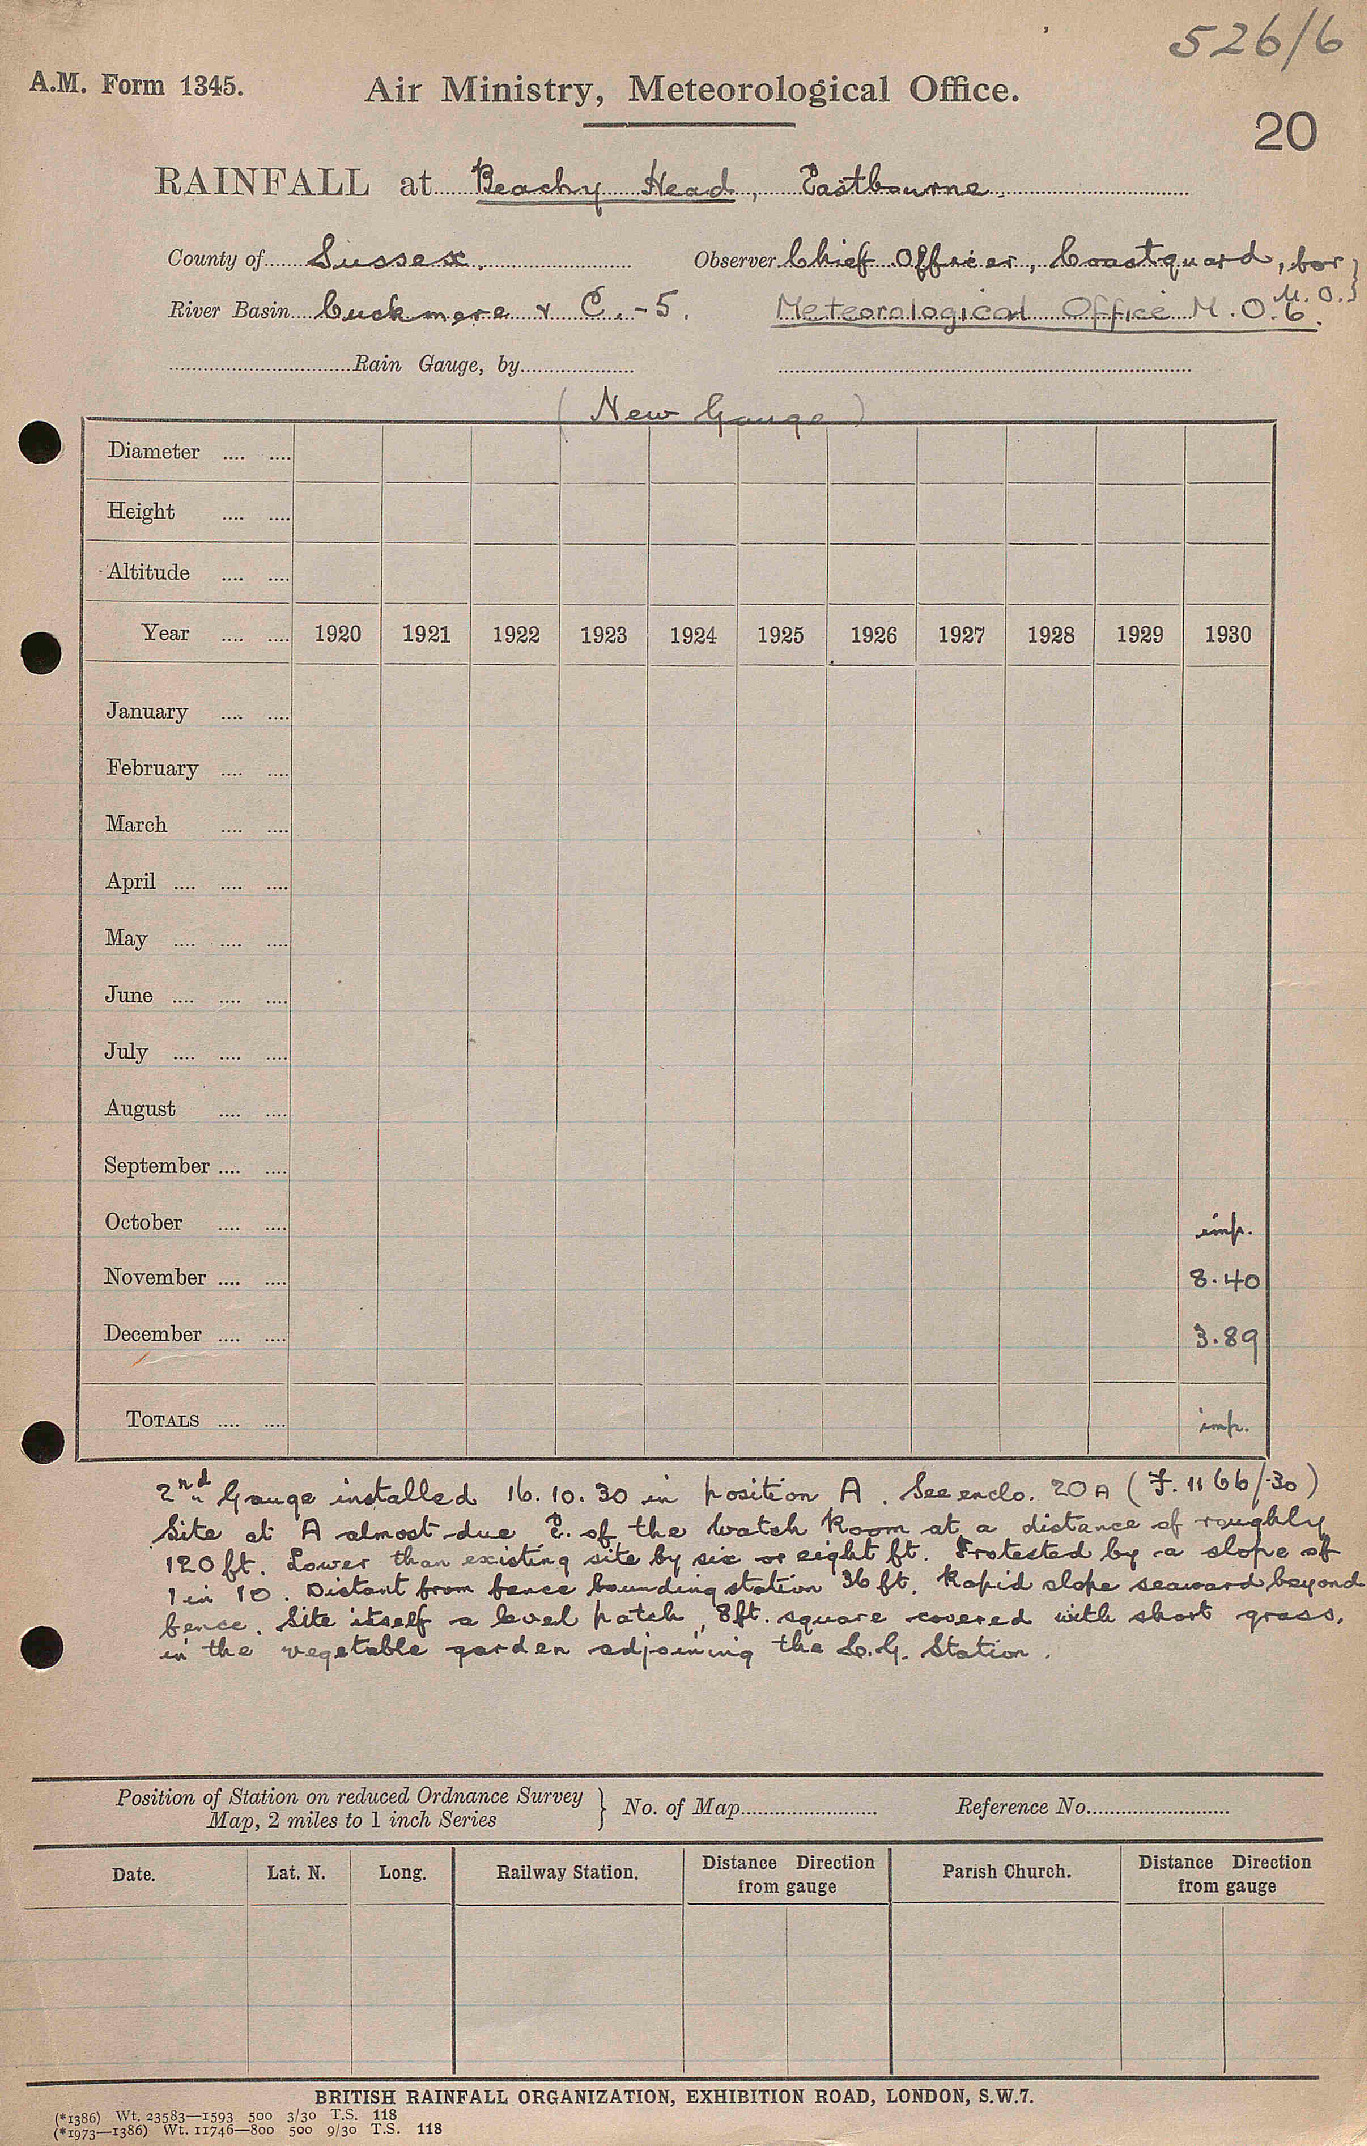 526/6
A.M. Form 1345. Air Ministry, Meteorological Office.
20
RAINFALL at Beachy Head, Eastbourne.
County of Sussex. Observer Chief Officer, Coastguard, for
M.O.}
River Basin Cuckmere & C.-5. Meteorological Office M.O.6.
Rain Gauge, by
(New Gauge)
Diameter .... ....
Height .... ....
Altitude .... ....
Year .... .... 1920 1921 1922 1923 1924 1925 1926 1927 1928 1929 1930
January .... ....
February .... ....
March .... ....
April .... .... ....
May .... .... ....
June .... .... ....
July .... .... ....
August .... ....
September .... ....
October .... .... imp.
November .... .... 8.40
December .... .... 3.89
TOTALS .... .... imp.
2nd Gauge installed 16.10.30 in position A. See enclo. 20A (F.1166/30)
Site at A almost due E. of the Watch Room at a distance of roughly
120 ft. Lower than existing site by six or eight ft. Protected by a slope of
1 in 10. Distant from fence bounding station 36 ft. Rapid slope seaward beyond
fence. Site itself a level patch, 8ft. square covered with short grass,
in the vegetable garden adjoining the C.G. Station.
Position of Station on reduced Ordnance Survey
Map, 2 miles to 1 inch Series } No. of Map Reference No.
Date. Lat. N. Long. Railway Station. Distance Direction from gauge Parish Church. Distance Direction from gauge
BRITISH RAINFALL ORGANIZATION, EXHIBITION ROAD, LONDON, S.W.7.
(*1386) Wt. 23583—1593 500 3/30 T.S. 118
(*1973—1386) Wt. 11746—800 500 9/30 T.S. 118